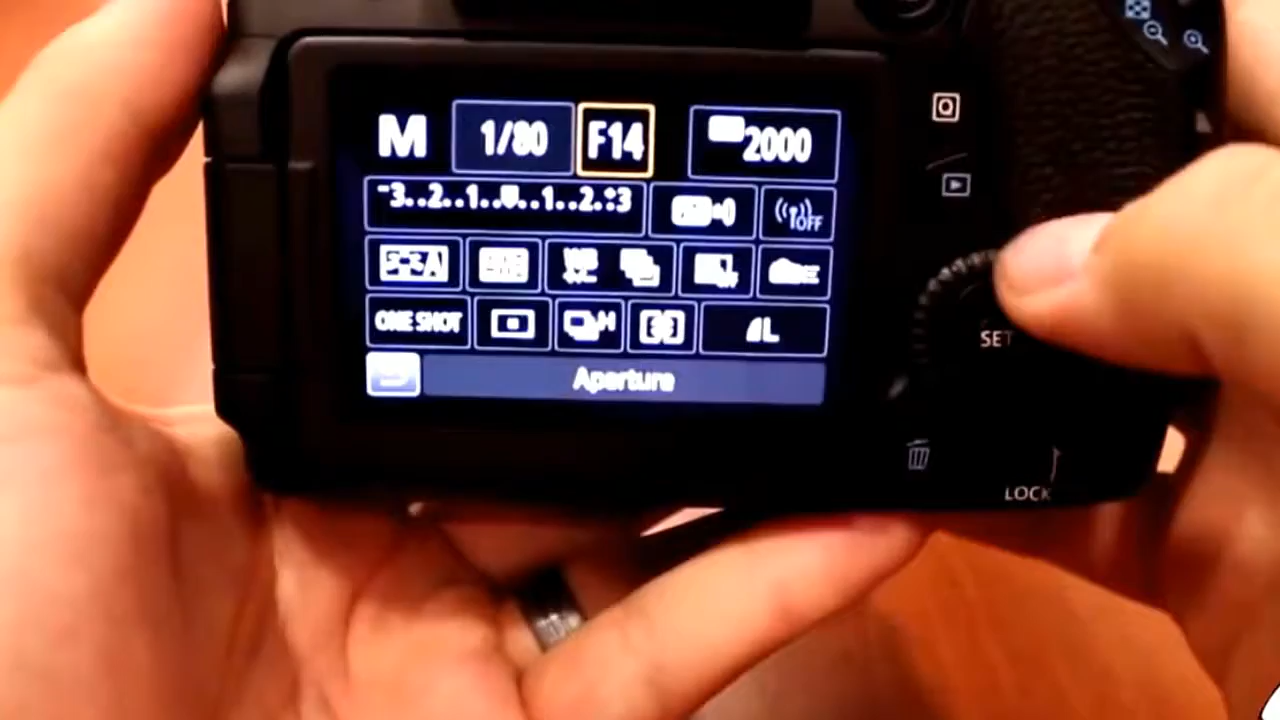 M 1/80 F14 2000
-3..2..1..0..1..2..:3
OFF
ONE SHOT L
Aperture
Q
SET
LOCK